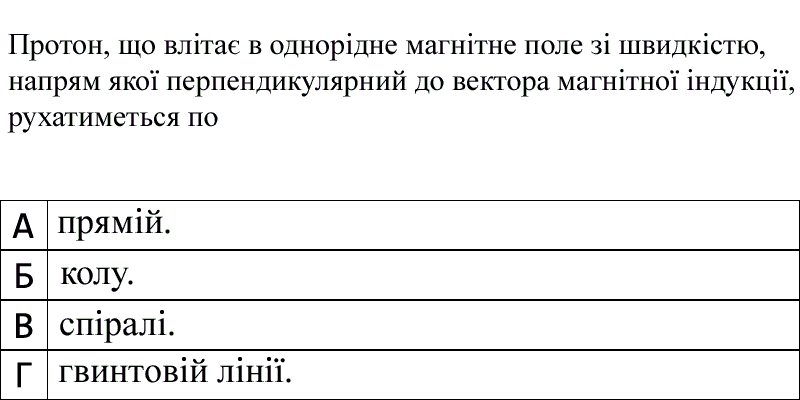 Протон, що влітає в однорідне магнітне поле зі швидкістю,
напрям якої перпендикулярний до вектора магнітної індукції,
рухатиметься по
А прямій.
Б колу.
В спіралі.
Г гвинтовій лінії.